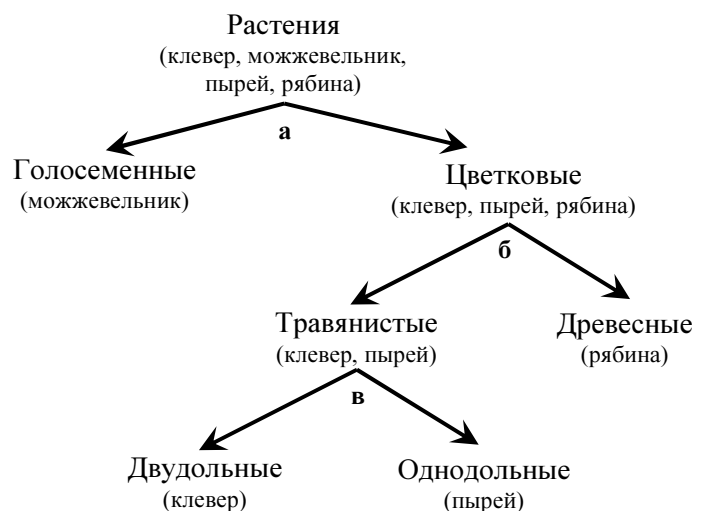 Растения
(клевер, можжевельник,
пырей, рябина)
а
Голосеменные
(можжевельник)
Цветковые
(клевер, пырей, рябина)
б
Травянистые
(клевер, пырей)
Древесные
(рябина)
в
Двудольные
(клевер)
Однодольные
(пырей)